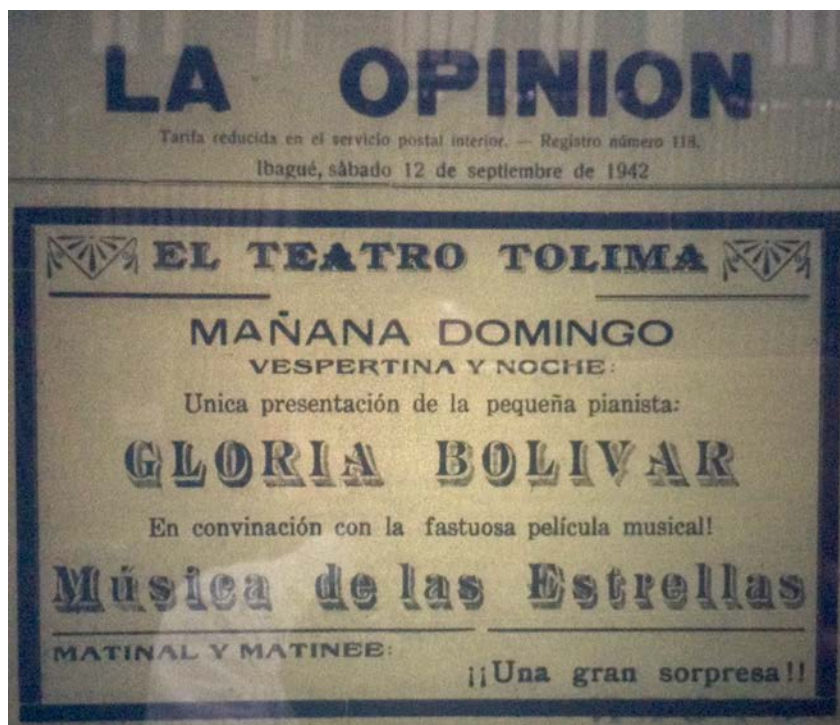 LA OPINION
Tarifa reducida en el servicio postal interior. — Registro número 118.
Ibagué, sàbado 12 de septiembre de 1942
EL TEATRO TOLIMA
MAÑANA DOMINGO
VESPERTINA Y NOCHE:
Unica presentación de la pequeña pianista:
GLORIA BOLIVAR
En convinación con la fastuosa película musical!
Música de las Estrellas
MATINAL Y MATINEE:
¡¡Una gran sorpresa!!